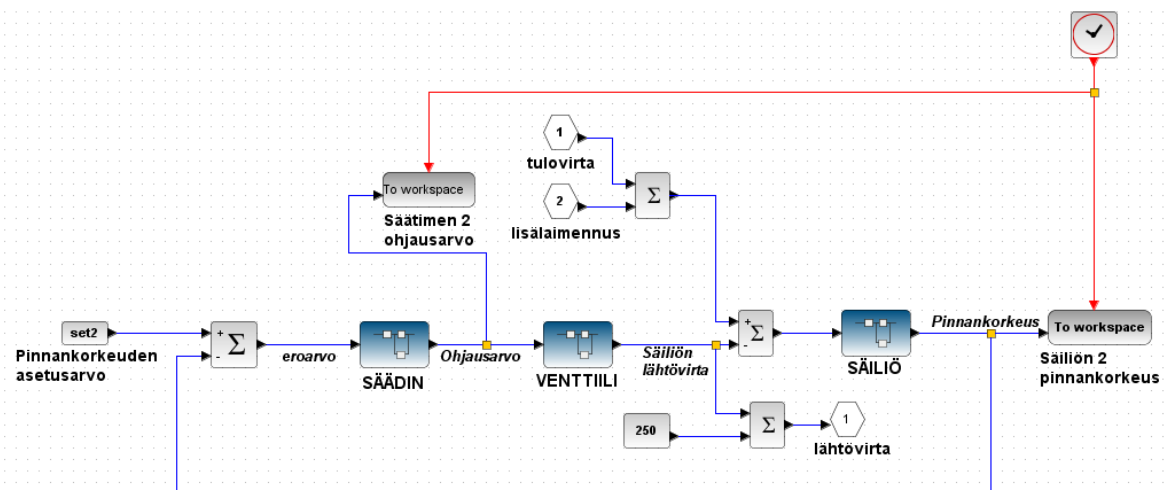 1
tulovirta
To workspace
Säätimen 2
ohjausarvo
2
lisälaimennus
Σ
set2
Pinnankorkeuden
asetusarvo
+
-
Σ
eroarvo
SÄÄDIN
Ohjausarvo
VENTTIILI
Säiliön
lähtövirta
+
-
Σ
SÄILIÖ
Pinnankorkeus
To workspace
Säiliön 2
pinnankorkeus
250
Σ
1
lähtövirta